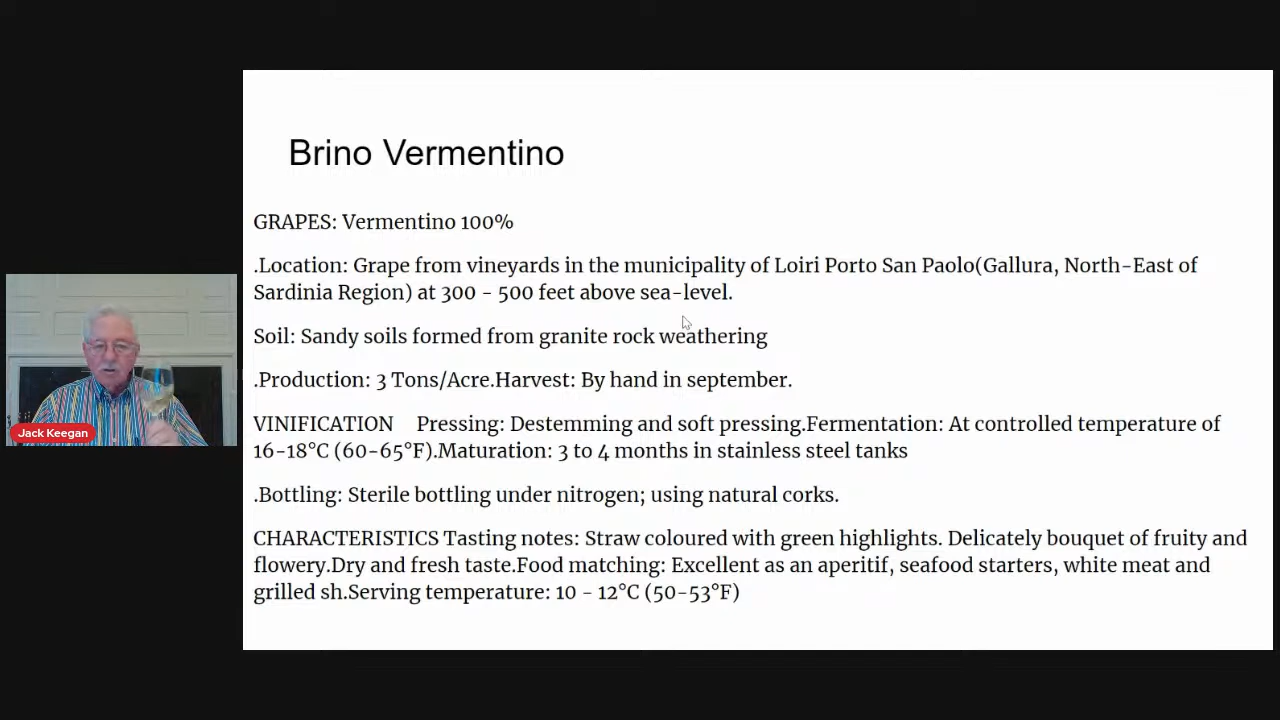 Brino Vermentino
GRAPES: Vermentino 100%
.Location: Grape from vineyards in the municipality of Loiri Porto San Paolo(Gallura, North-East of
Sardinia Region) at 300 - 500 feet above sea-level.
Soil: Sandy soils formed from granite rock weathering
.Production: 3 Tons/Acre.Harvest: By hand in september.
VINIFICATION    Pressing: Destemming and soft pressing.Fermentation: At controlled temperature of
16-18°C (60-65°F).Maturation: 3 to 4 months in stainless steel tanks
.Bottling: Sterile bottling under nitrogen; using natural corks.
CHARACTERISTICS Tasting notes: Straw coloured with green highlights. Delicately bouquet of fruity and
flowery.Dry and fresh taste.Food matching: Excellent as an aperitif, seafood starters, white meat and
grilled sh.Serving temperature: 10 - 12°C (50-53°F)
Jack Keegan